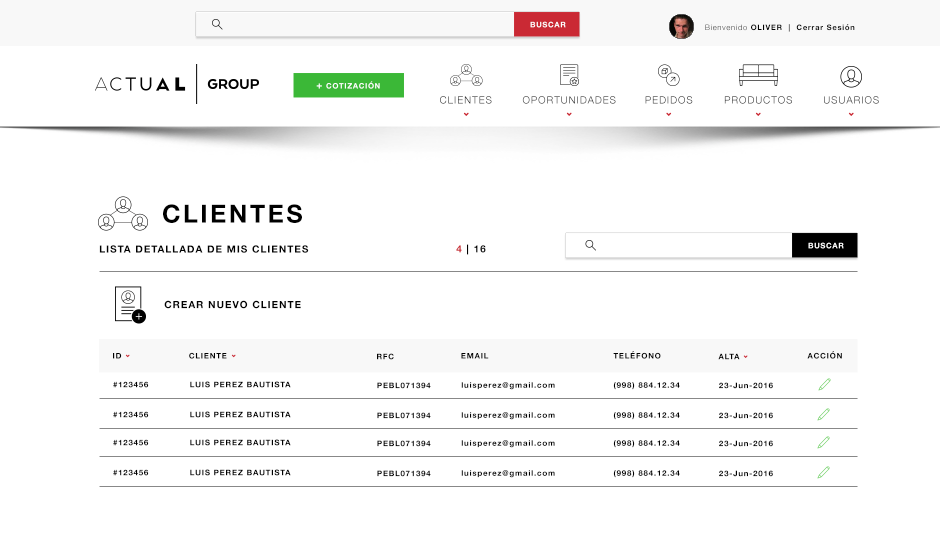 BUSCAR
Bienvenido OLIVER | Cerrar Sesión
ACTUAL GROUP
+ COTIZACIÓN
CLIENTES OPORTUNIDADES PEDIDOS PRODUCTOS USUARIOS
CLIENTES
LISTA DETALLADA DE MIS CLIENTES 4 | 16 BUSCAR
CREAR NUEVO CLIENTE
ID CLIENTE RFC EMAIL TELÉFONO ALTA ACCIÓN
#123456 LUIS PEREZ BAUTISTA PEBL071394 luisperez@gmail.com (998) 884.12.34 23-Jun-2016
#123456 LUIS PEREZ BAUTISTA PEBL071394 luisperez@gmail.com (998) 884.12.34 23-Jun-2016
#123456 LUIS PEREZ BAUTISTA PEBL071394 luisperez@gmail.com (998) 884.12.34 23-Jun-2016
#123456 LUIS PEREZ BAUTISTA PEBL071394 luisperez@gmail.com (998) 884.12.34 23-Jun-2016